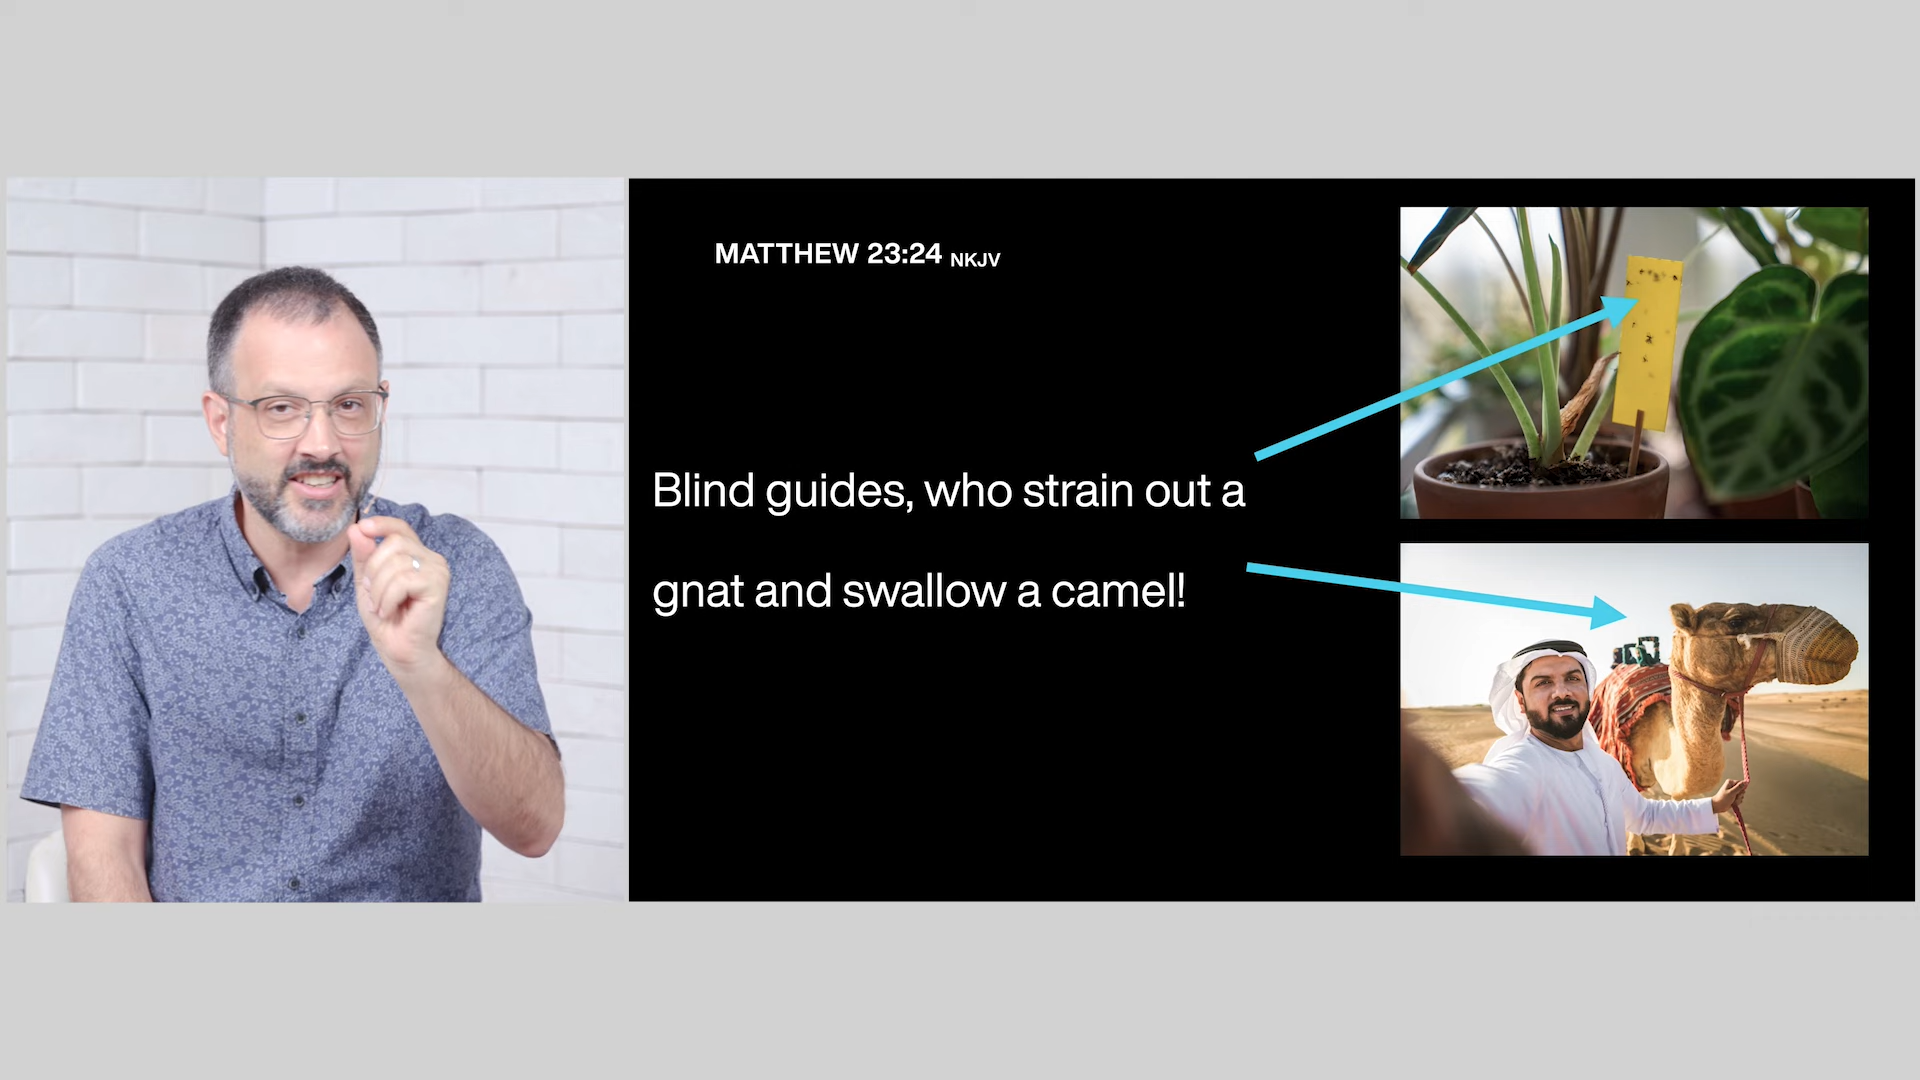 MATTHEW 23:24 NKJV
Blind guides, who strain out a
gnat and swallow a camel!